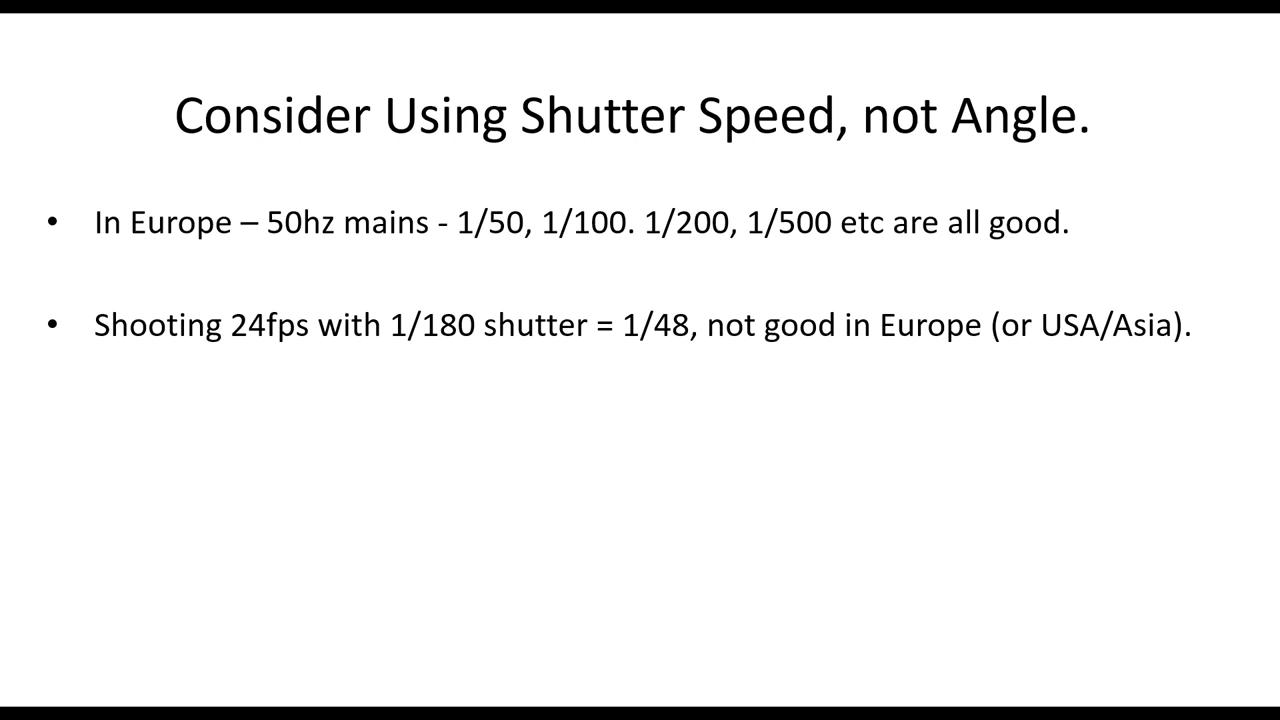 Consider Using Shutter Speed, not Angle.
• In Europe – 50hz mains - 1/50, 1/100. 1/200, 1/500 etc are all good.
• Shooting 24fps with 1/180 shutter = 1/48, not good in Europe (or USA/Asia).